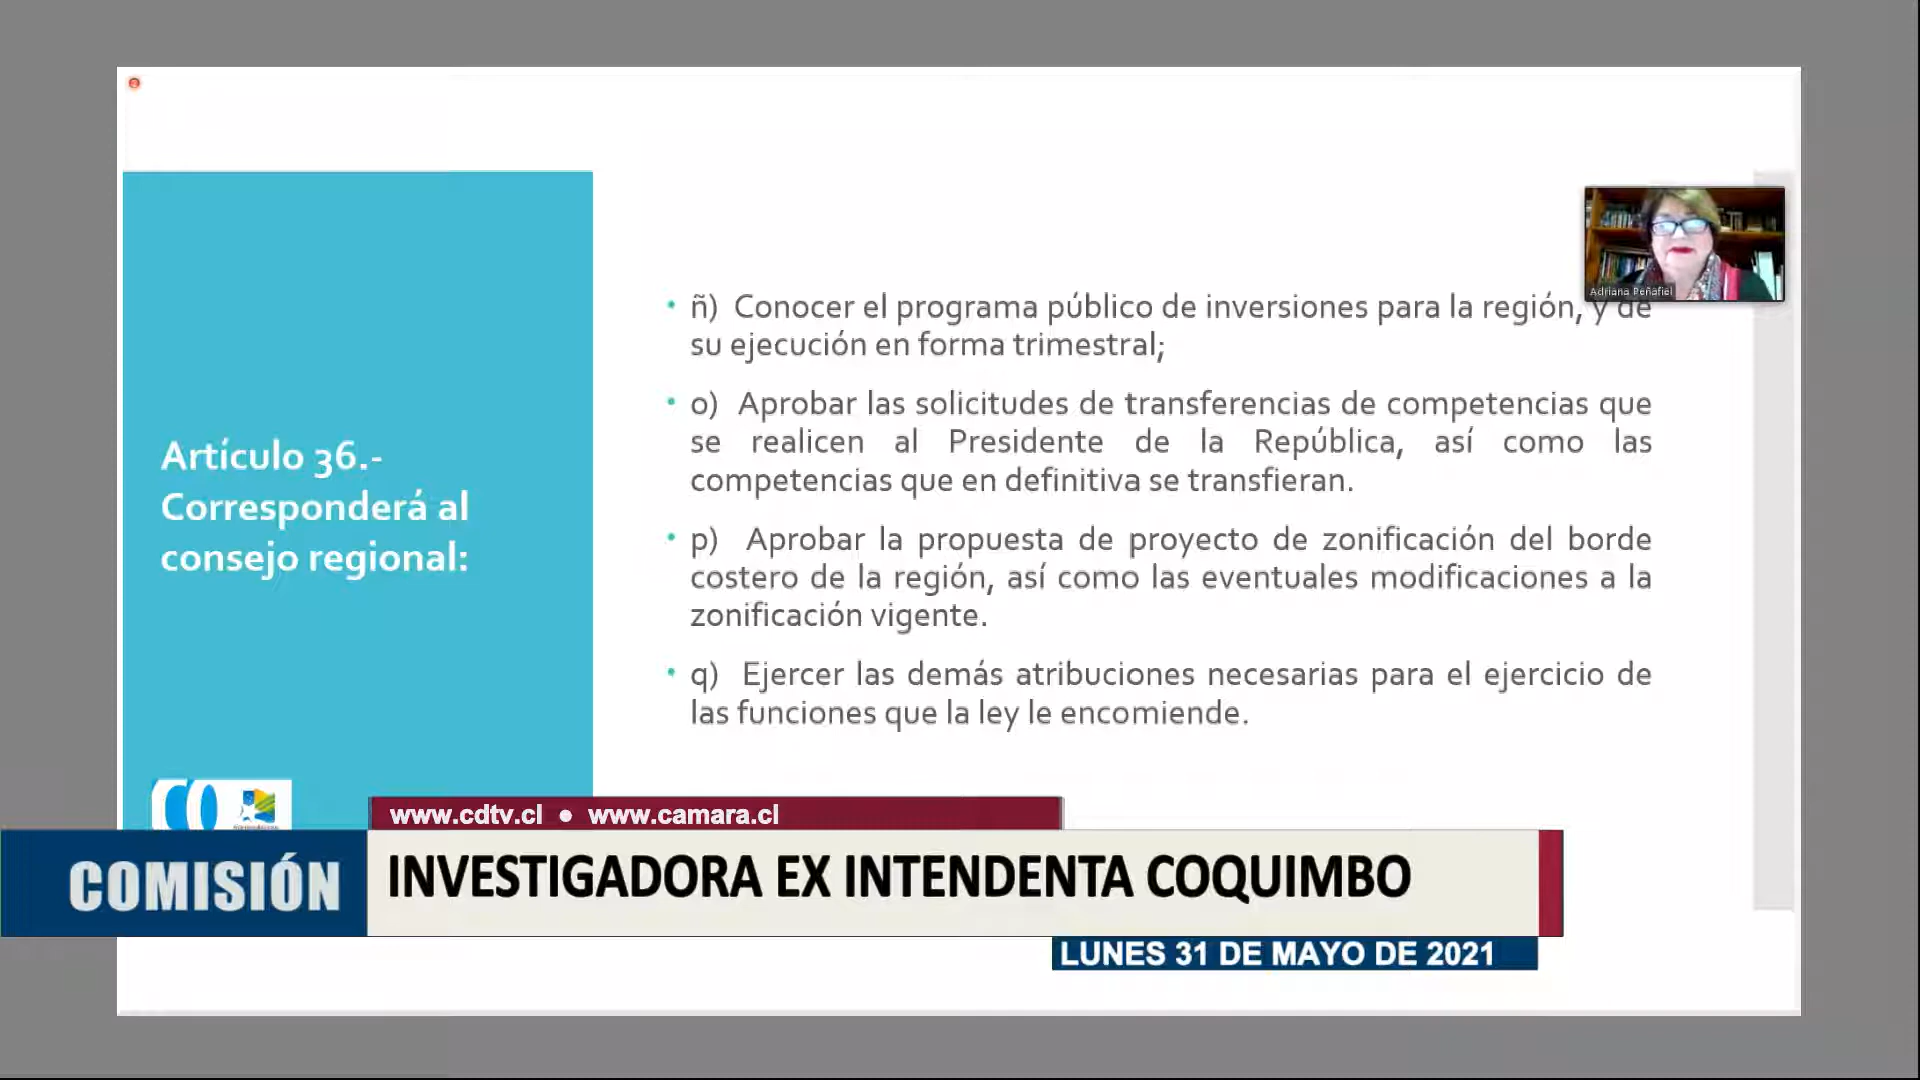 Artículo 36.-
Corresponderá al
consejo regional:
ñ) Conocer el programa público de inversiones para la región, y de
su ejecución en forma trimestral;
o) Aprobar las solicitudes de transferencias de competencias que
se realicen al Presidente de la República, así como las
competencias que en definitiva se transfieran.
p) Aprobar la propuesta de proyecto de zonificación del borde
costero de la región, así como las eventuales modificaciones a la
zonificación vigente.
q) Ejercer las demás atribuciones necesarias para el ejercicio de
las funciones que la ley le encomiende.
Adriana Peñafiel
CO
www.cdtv.cl • www.camara.cl
COMISIÓN
INVESTIGADORA EX INTENDENTA COQUIMBO
LUNES 31 DE MAYO DE 2021